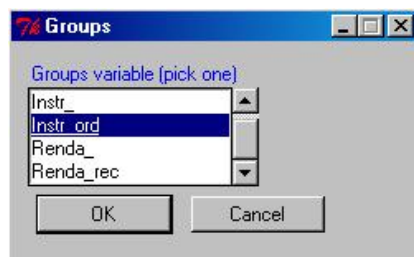 Groups
Groups variable (pick one)
Instr_
Instr_ord
Renda_
Renda_rec
OK
Cancel